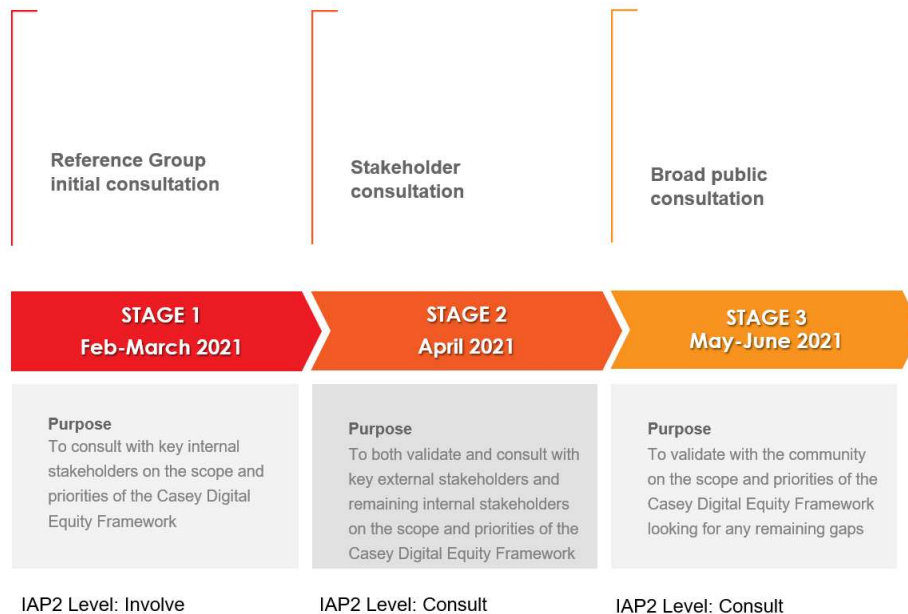 Reference Group
initial consultation
Stakeholder
consultation
Broad public
consultation
STAGE 1
Feb-March 2021
STAGE 2
April 2021
STAGE 3
May-June 2021
Purpose
To consult with key internal
stakeholders on the scope and
priorities of the Casey Digital
Equity Framework
Purpose
To both validate and consult with
key external stakeholders and
remaining internal stakeholders
on the scope and priorities of the
Casey Digital Equity Framework
Purpose
To validate with the community
on the scope and priorities of the
Casey Digital Equity Framework
looking for any remaining gaps
IAP2 Level: Involve
IAP2 Level: Consult
IAP2 Level: Consult